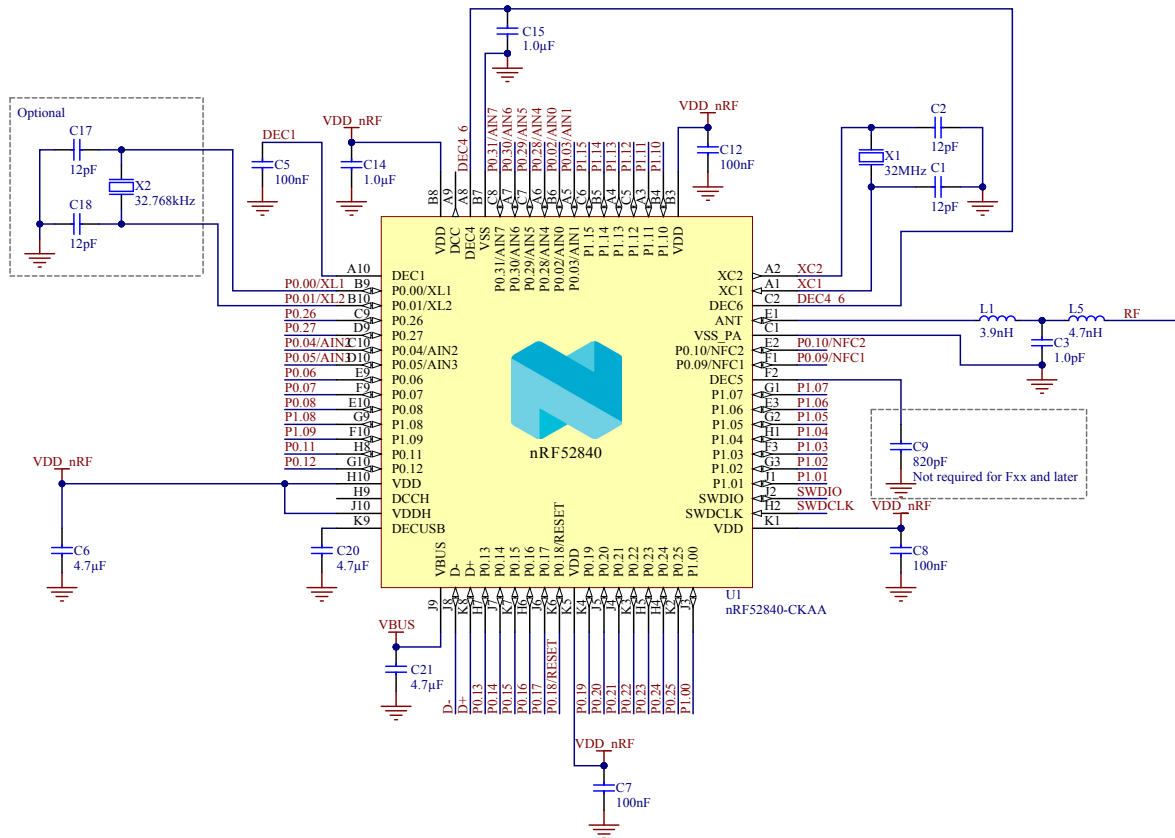 C15
1.0µF
Optional
C17
12pF
X2
32.768kHz
C18
12pF
DEC1
C5
100nF
VDD_nRF
C14
1.0µF
DEC4_6
P0.31/AIN7
P0.30/AIN6
P0.29/AIN5
P0.28/AIN4
P0.02/AIN0
P0.03/AIN1
P1.15
P1.14
P1.13
P1.12
P1.11
P1.10
VDD_nRF
C12
100nF
C2
12pF
X1
32MHz
C1
12pF
B8
A9
A8
B7
C8
A7
C7
A6
B6
A5
C6
B5
A4
C5
A3
B4
B3
VDD
DCC
DEC4
VSS
P0.31/AIN7
P0.30/AIN6
P0.29/AIN5
P0.28/AIN4
P0.02/AIN0
P0.03/AIN1
P1.15
P1.14
P1.13
P1.12
P1.11
P1.10
VDD
A10 DEC1
P0.00/XL1 B9 P0.00/XL1
P0.01/XL2 B10 P0.01/XL2
P0.26 C9 P0.26
P0.27 D9 P0.27
P0.04/AIN2 C10 P0.04/AIN2
P0.05/AIN3 D10 P0.05/AIN3
P0.06 E9 P0.06
P0.07 F9 P0.07
P0.08 E10 P0.08
P1.08 G9 P1.08
P1.09 F10 P1.09
P0.11 H8 P0.11
P0.12 G10 P0.12
H10 VDD
H9 DCCH
J10 VDDH
K9 DECUSB
XC2 A2 XC2
XC1 A1 XC1
DEC6 C2 DEC4_6
ANT E1
VSS_PA C1
P0.10/NFC2 E2 P0.10/NFC2
P0.09/NFC1 F1 P0.09/NFC1
DEC5 F2
P1.07 G1 P1.07
P1.06 E3 P1.06
P1.05 G2 P1.05
P1.04 H1 P1.04
P1.03 F3 P1.03
P1.02 G3 P1.02
P1.01 J1 P1.01
SWDIO J2 SWDIO
SWDCLK H2 SWDCLK
VDD K1
nRF52840
L1
3.9nH
L5
4.7nH
RF
C3
1.0pF
C9
820pF
Not required for Fxx and later
VDD_nRF
C8
100nF
VDD_nRF
C6
4.7µF
C20
4.7µF
VBUS
D-
D+
P0.13
P0.14
P0.15
P0.16
P0.17
P0.18/RESET
VDD
P0.19
P0.20
P0.21
P0.22
P0.23
P0.24
P0.25
P1.00
U1
nRF52840-CKAA
J9
J8
K8
H7
J7
K7
H6
J6
K6
K5
K4
J5
J4
K3
H5
H4
K2
J3
VBUS
C21
4.7µF
D-
D+
P0.13
P0.14
P0.15
P0.16
P0.17
P0.18/RESET
P0.19
P0.20
P0.21
P0.22
P0.23
P0.24
P0.25
P1.00
VDD_nRF
C7
100nF